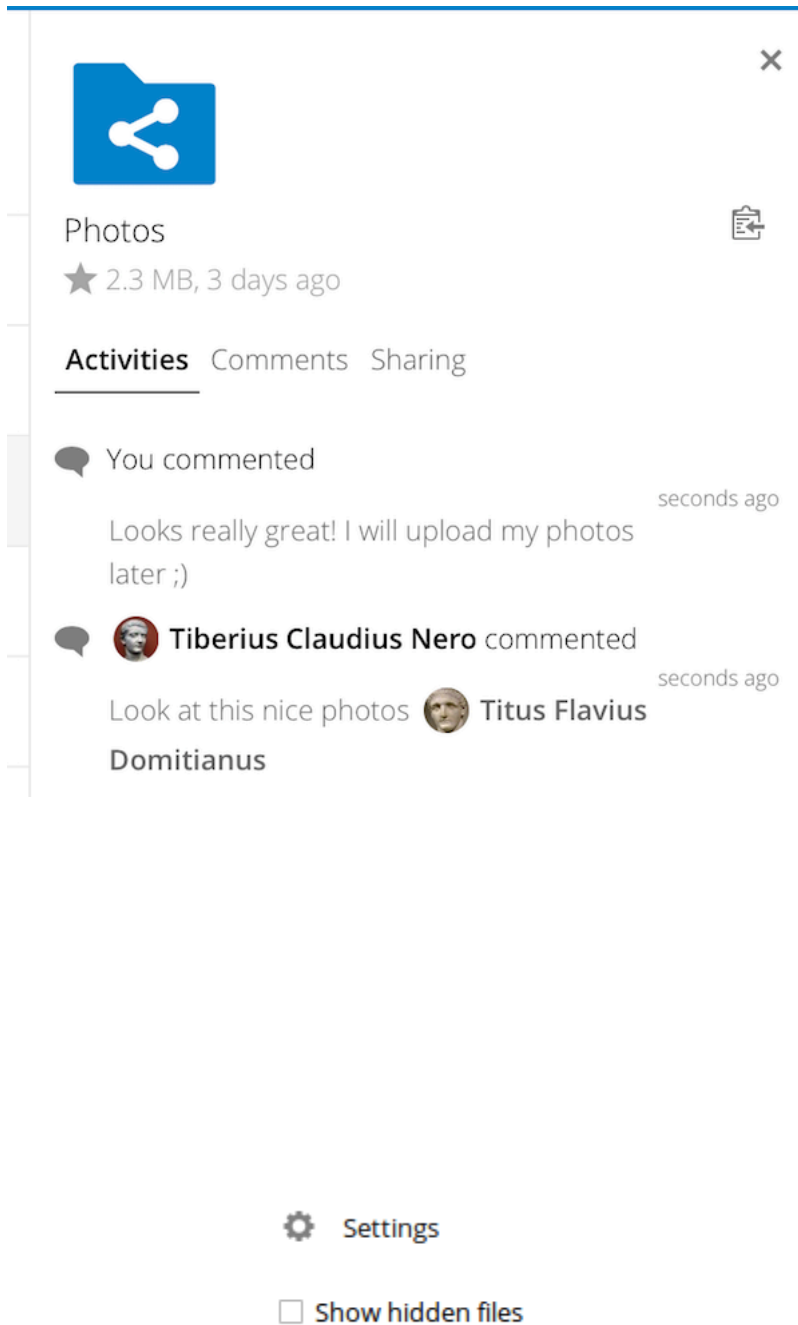 Photos
2.3 MB, 3 days ago
Activities Comments Sharing
You commented
seconds ago
Looks really great! I will upload my photos
later ;)
Tiberius Claudius Nero commented
seconds ago
Look at this nice photos Titus Flavius
Domitianus
Settings
Show hidden files